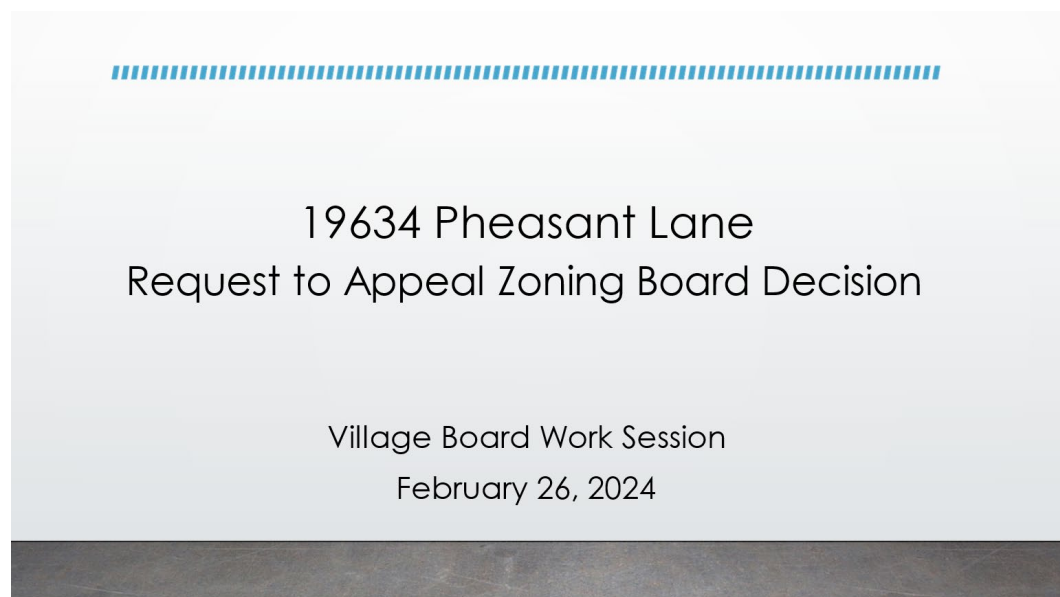 19634 Pheasant Lane
Request to Appeal Zoning Board Decision
Village Board Work Session
February 26, 2024